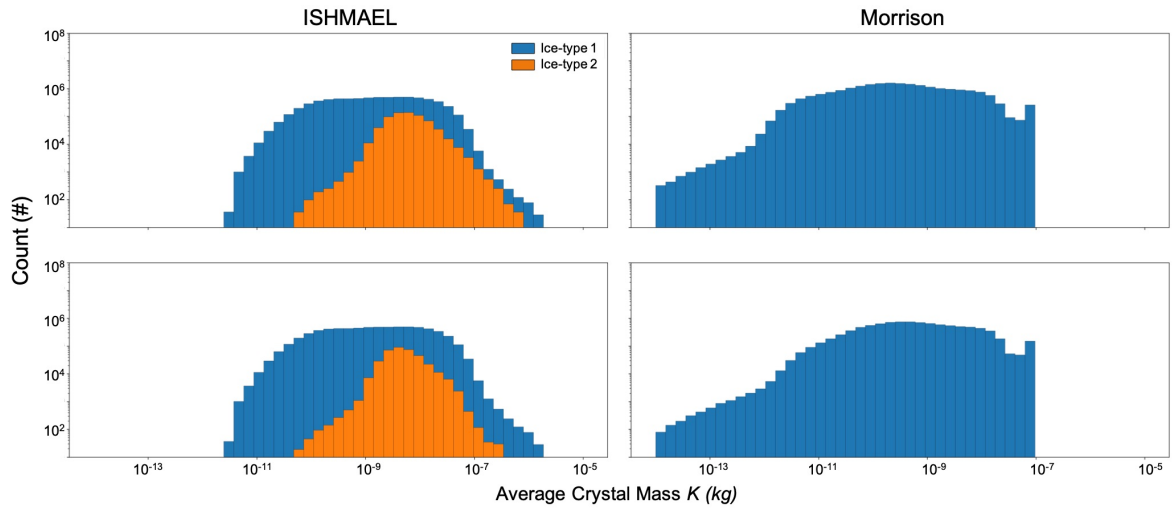 ISHMAEL Morrison
10^8
Ice-type 1
Ice-type 2
10^6
10^4
10^2
Count (#)
10^8
10^6
10^4
10^2
10^-13 10^-11 10^-9 10^-7 10^-5 10^-13 10^-11 10^-9 10^-7 10^-5
Average Crystal Mass K (kg)